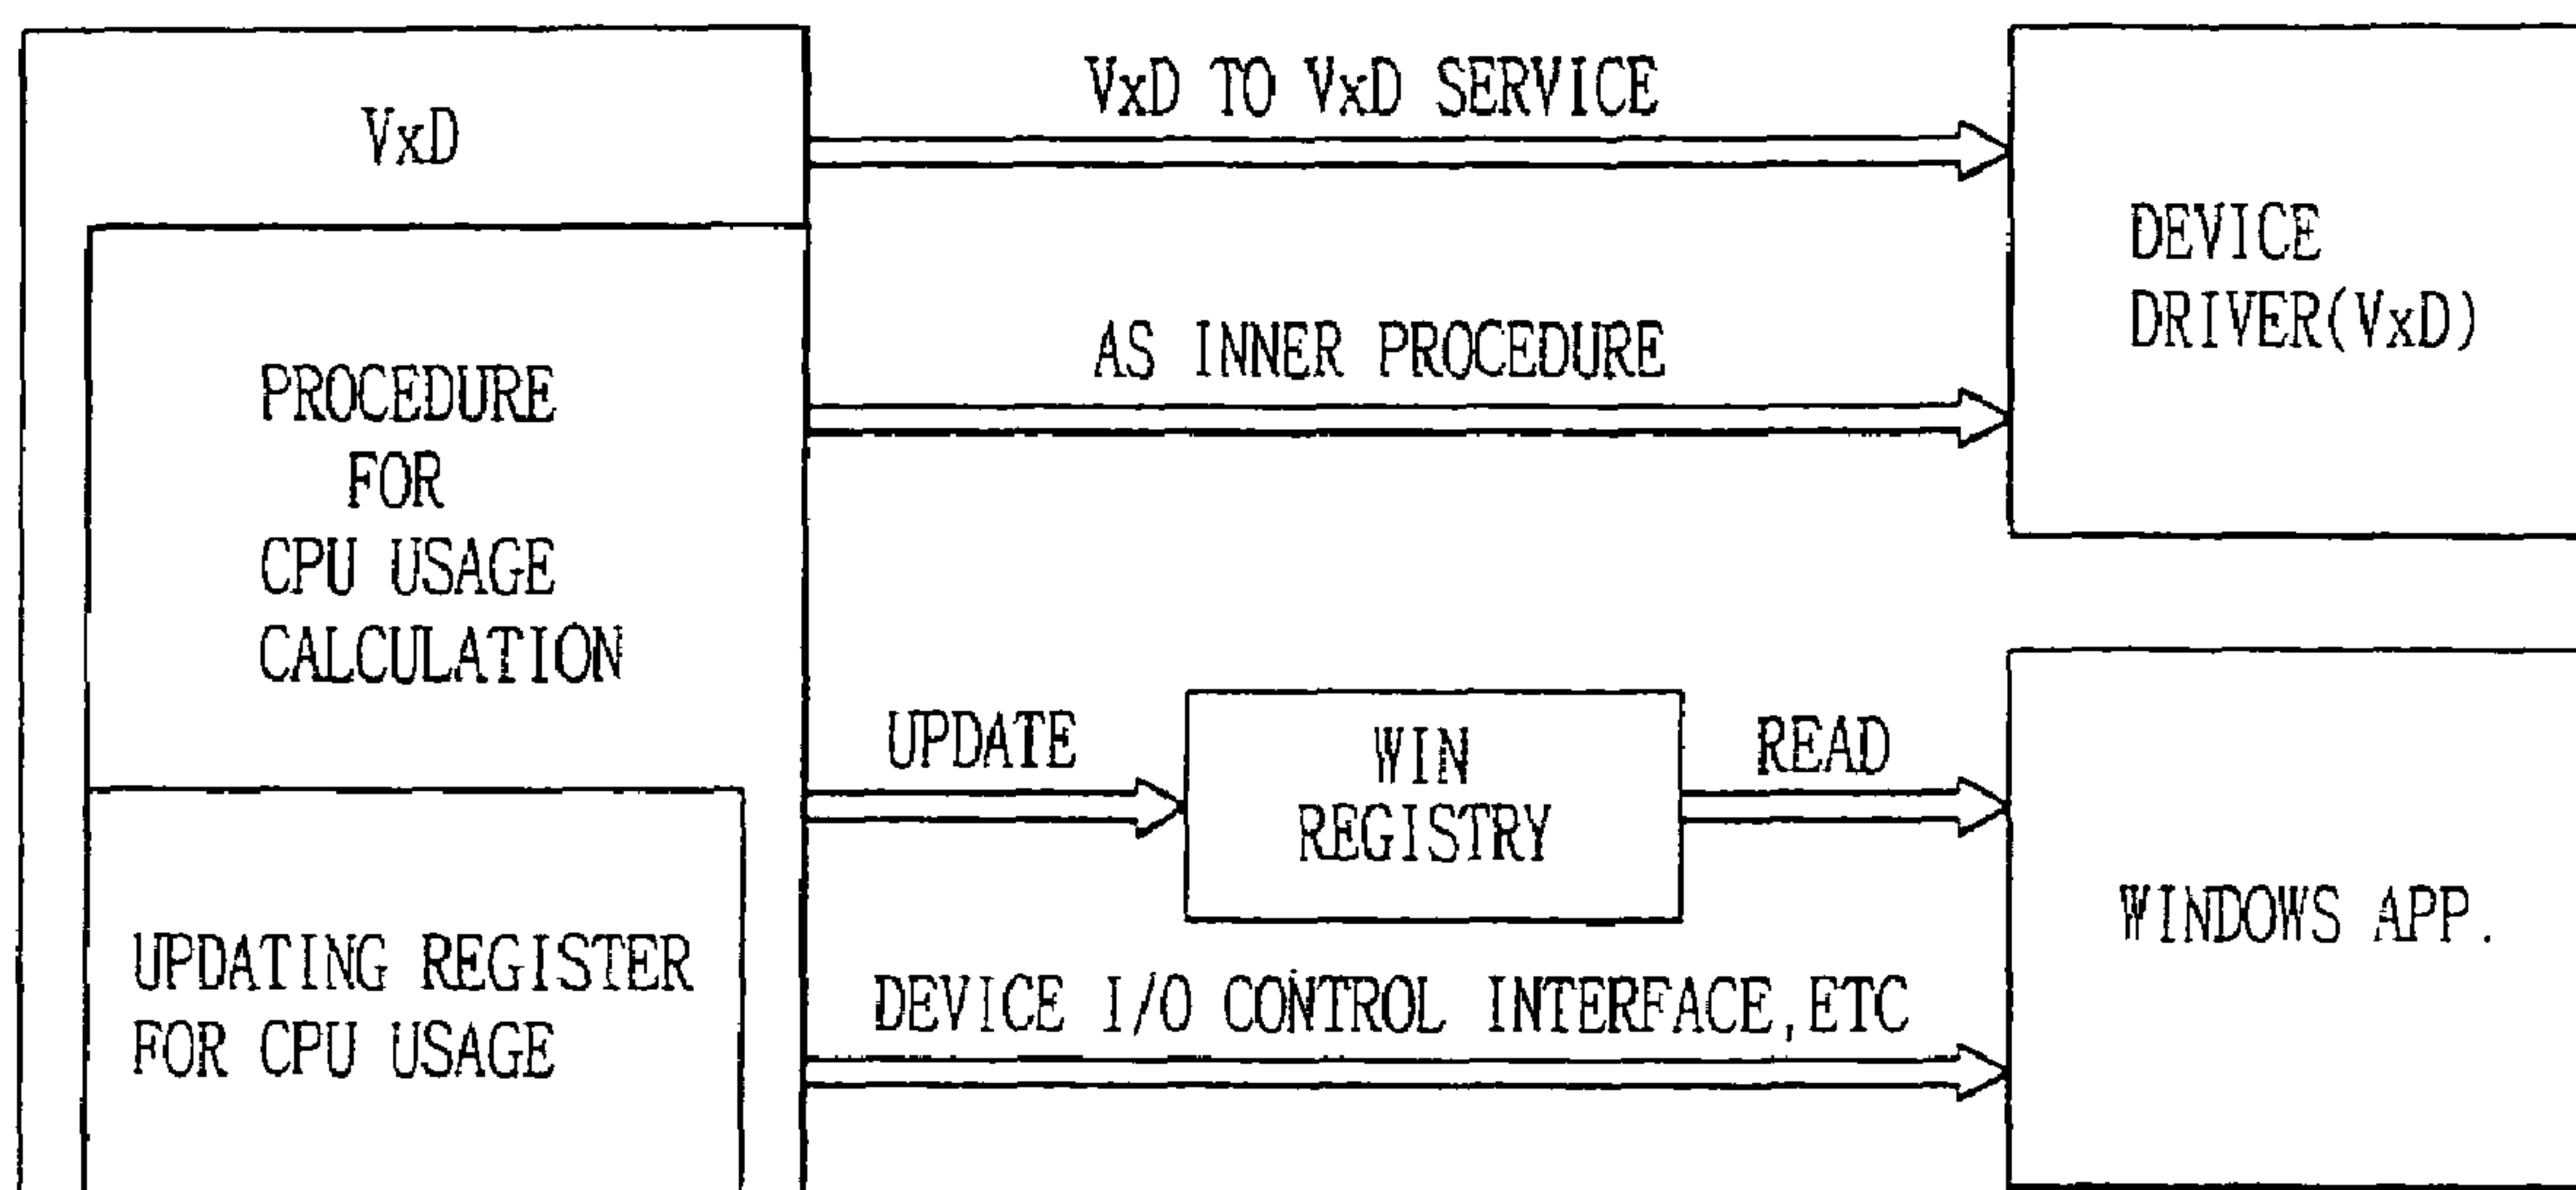 VxD
PROCEDURE
FOR
CPU USAGE
CALCULATION
UPDATING REGISTER
FOR CPU USAGE
VxD TO VxD SERVICE
AS INNER PROCEDURE
DEVICE
DRIVER(VxD)
UPDATE
WIN
REGISTRY
READ
DEVICE I/O CONTROL INTERFACE,ETC
WINDOWS APP.